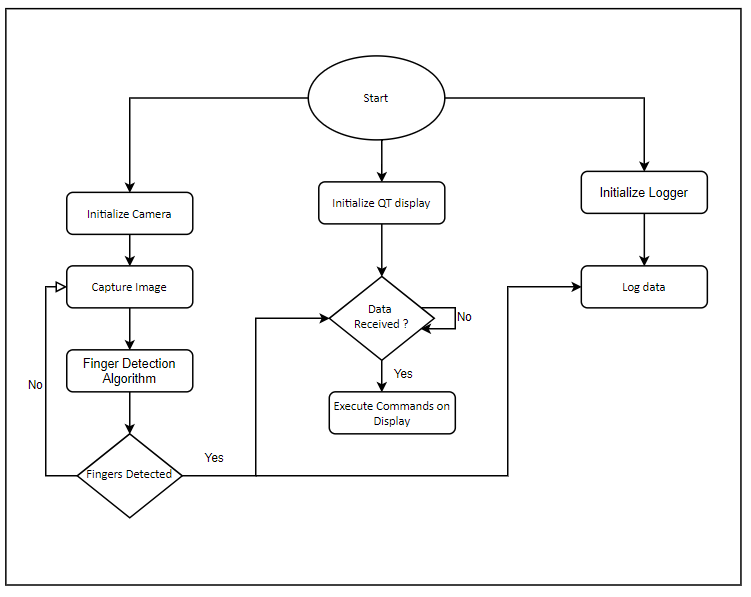 Start
Initialize Camera
Initialize QT display
Initialize Logger
Capture Image
Log data
Data
Received ?
No
Finger Detection
Algorithm
No
Yes
Execute Commands on
Display
Fingers Detected
Yes